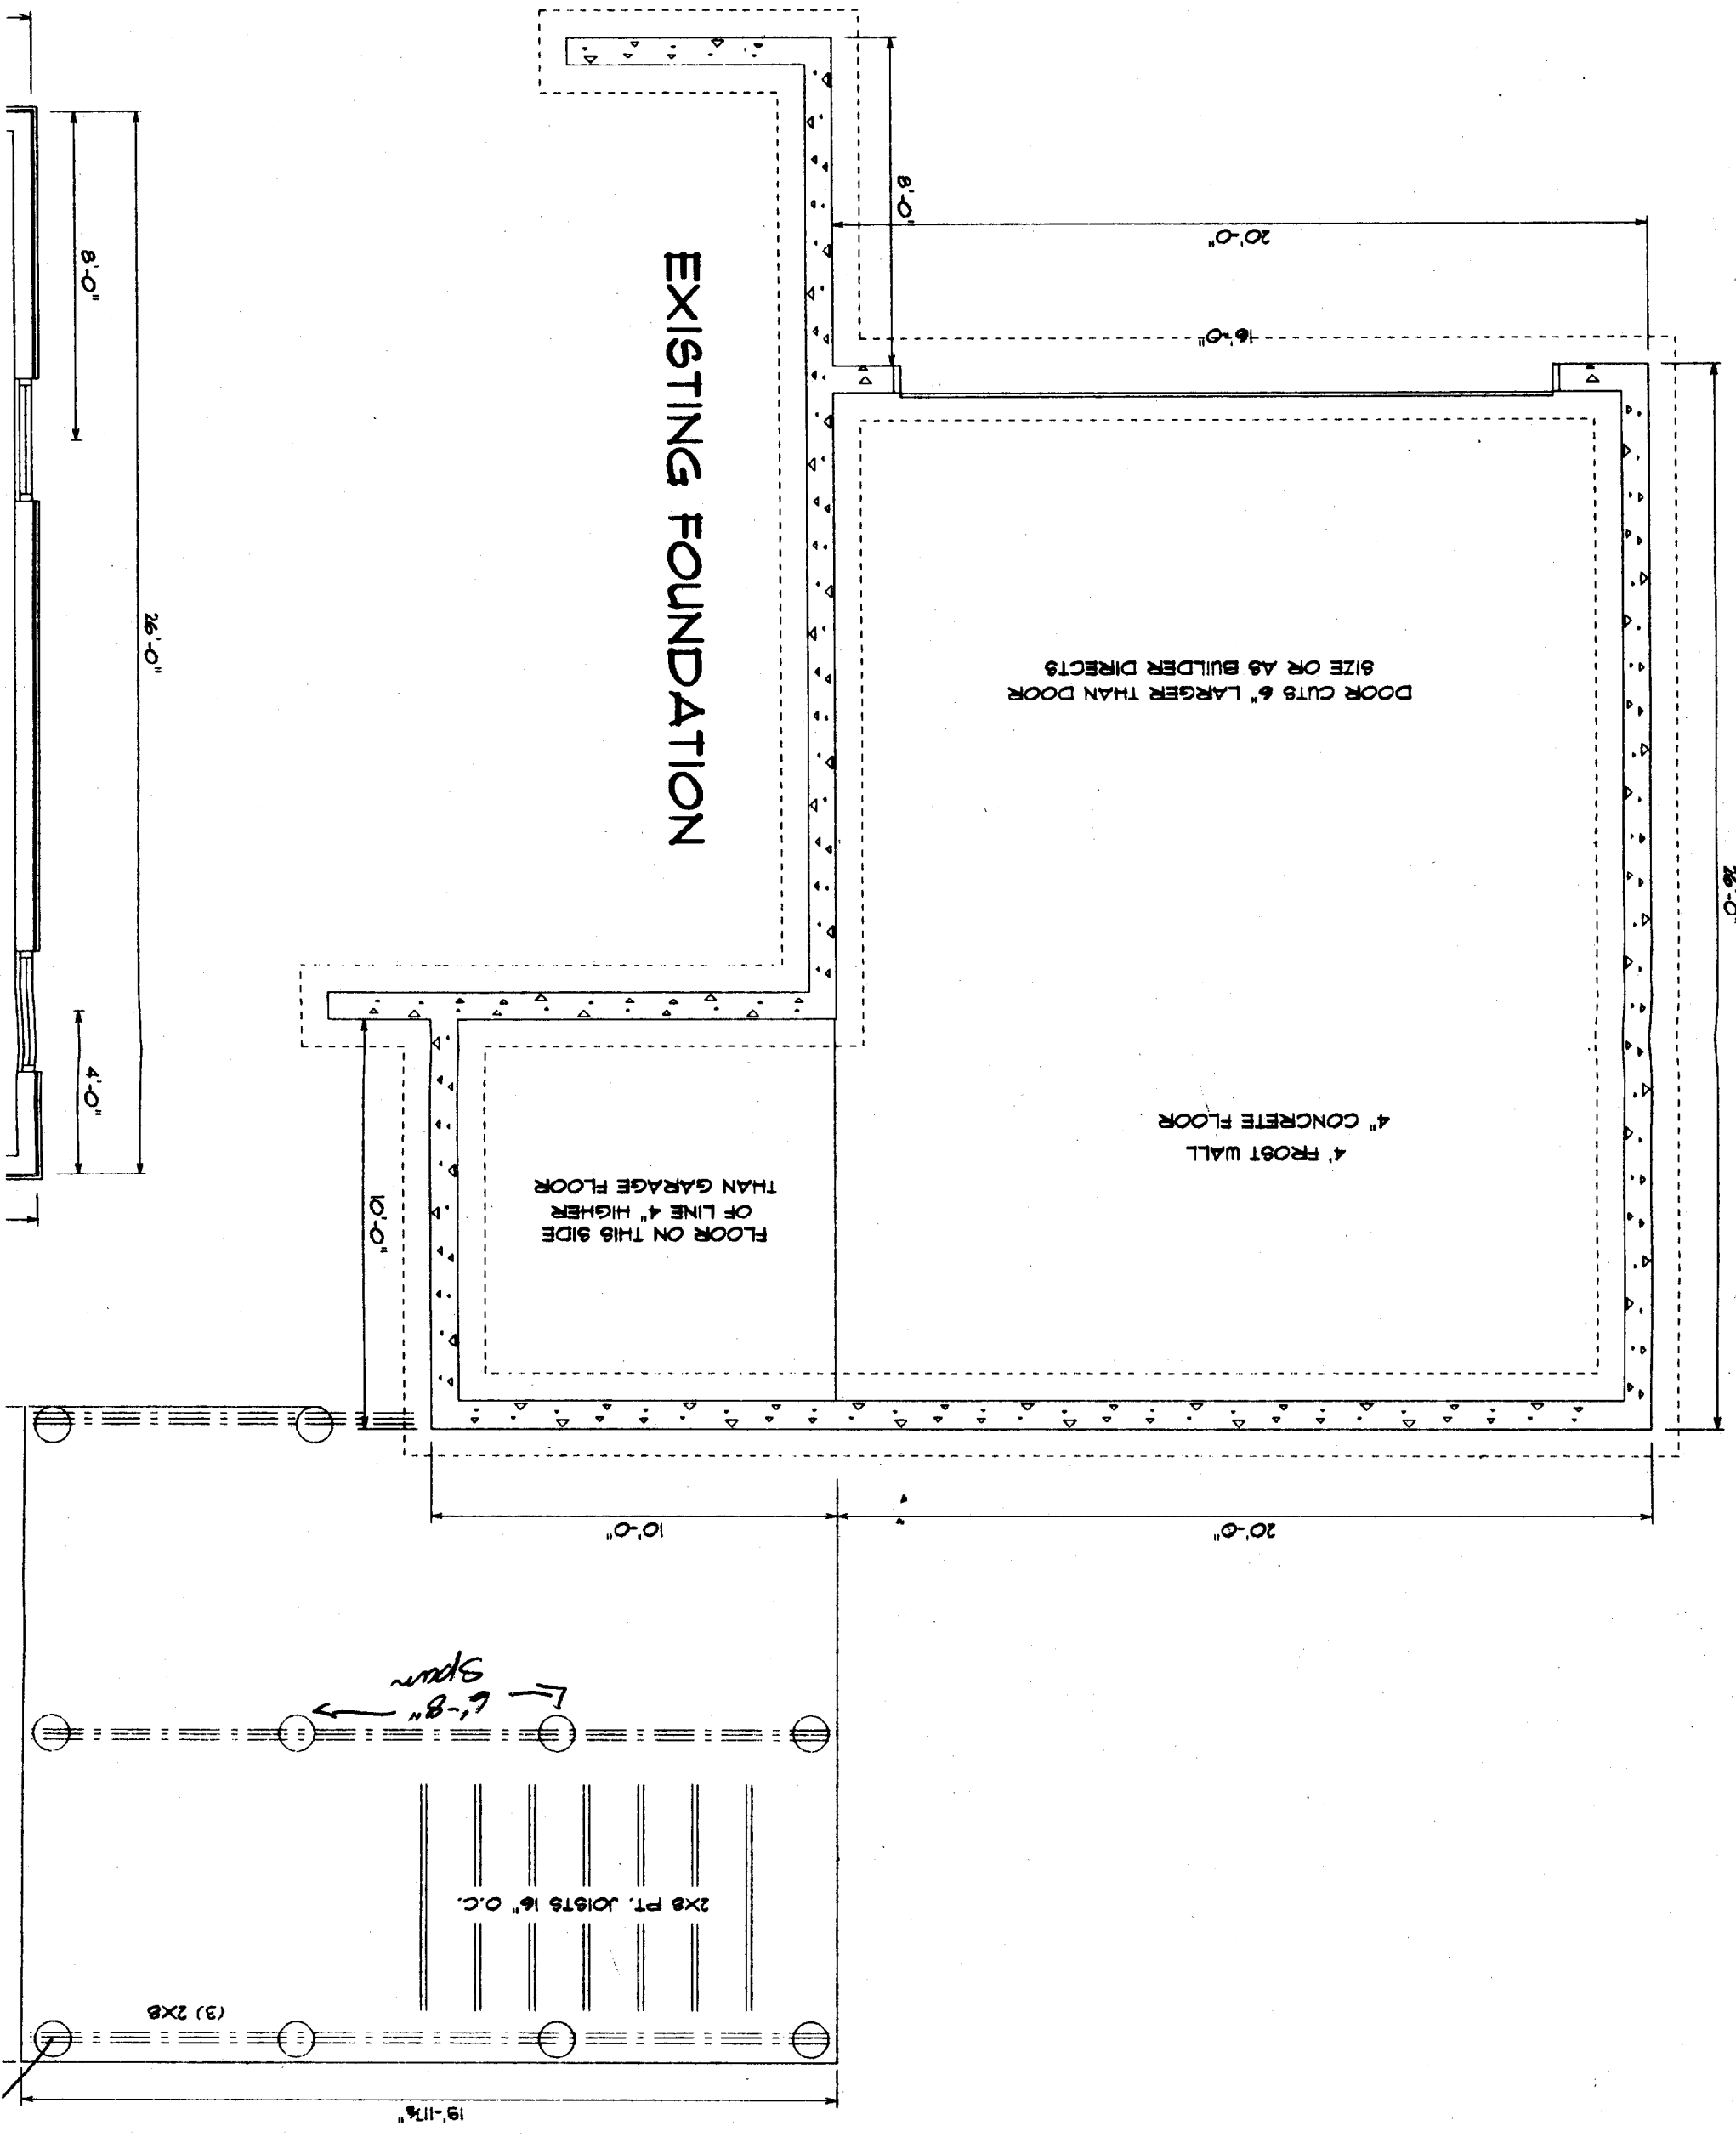 8'-0"
20'-0"
16'-0"
8'-0"
26'-0"
4'-0"
EXISTING FOUNDATION
DOOR CUTS 6" LARGER THAN DOOR
SIZE OR AS BUILDER DIRECTS
26'-0"
4' FROST WALL
4" CONCRETE FLOOR
FLOOR ON THIS SIDE
OF LINE 4" HIGHER
THAN GARAGE FLOOR
10'-0"
10'-0"
20'-0"
6'-8"
Span
2X8 PT. JOISTS 16" O.C.
(3) 2X8